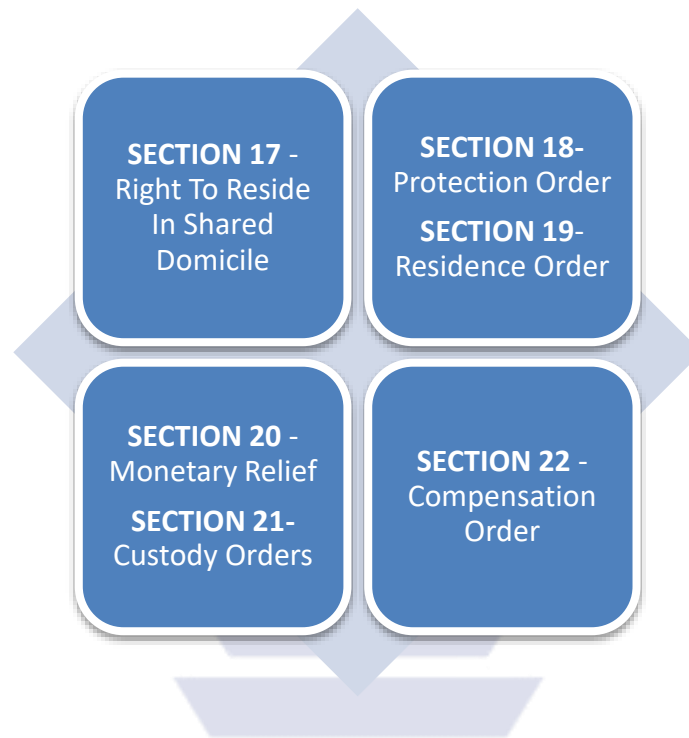 SECTION 17 -
Right To Reside
In Shared
Domicile
SECTION 18-
Protection Order
SECTION 19-
Residence Order
SECTION 20 -
Monetary Relief
SECTION 21-
Custody Orders
SECTION 22 -
Compensation
Order